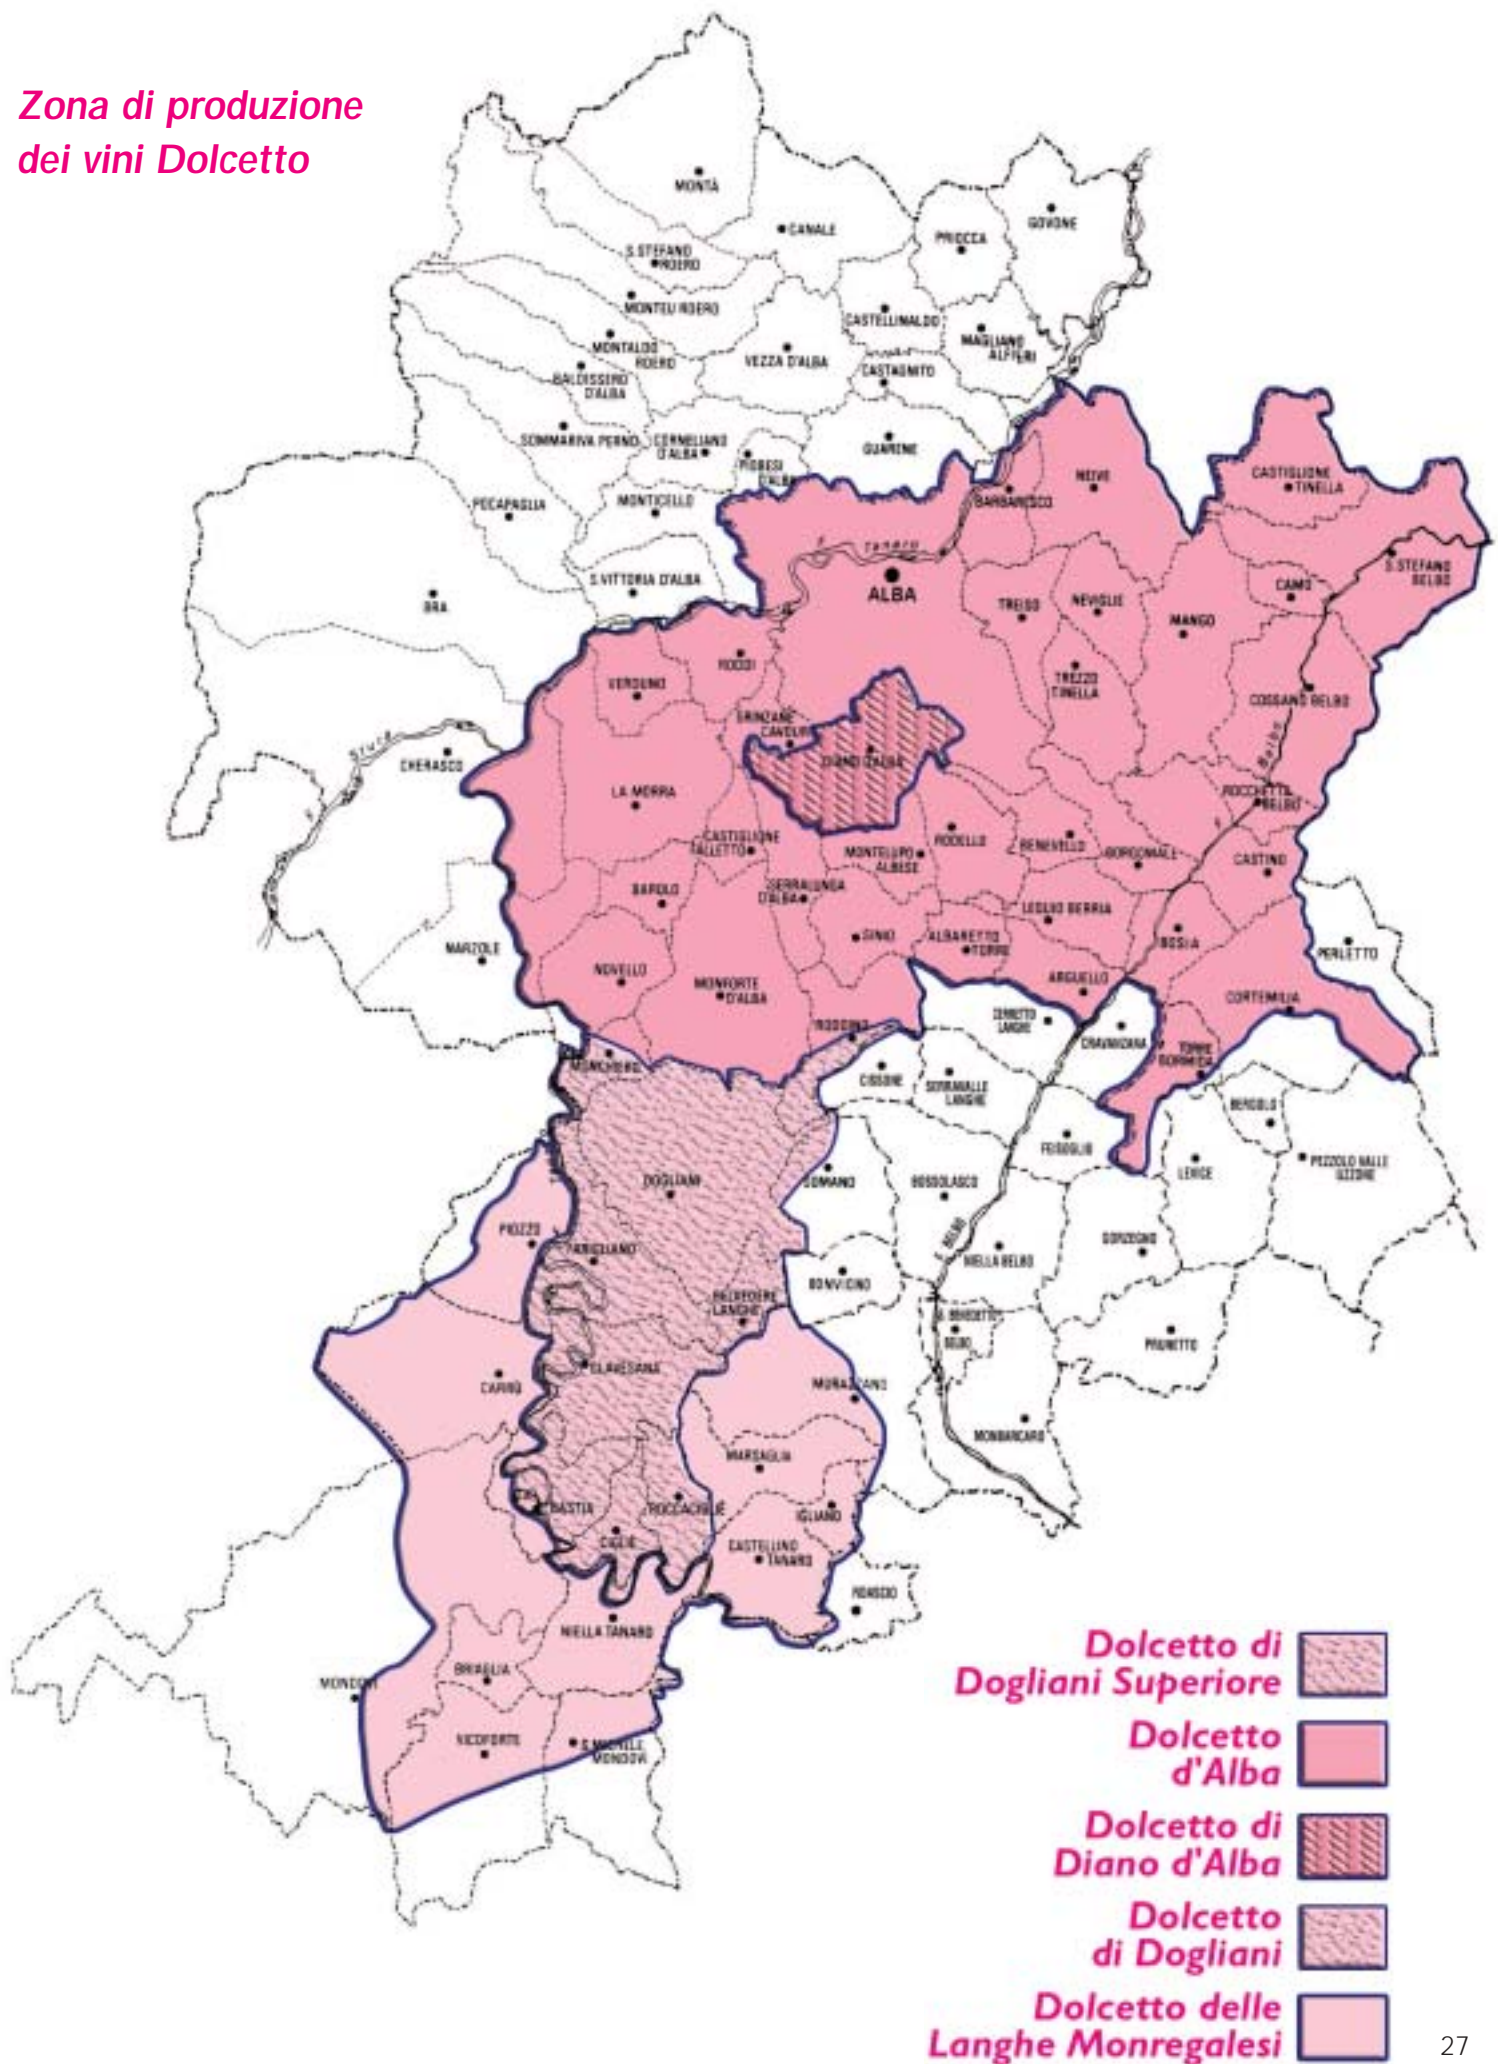 Zona di produzione
dei vini Dolcetto
MONTÀ
CANALE
GOVONE
PRIOCCA
S.STEFANO
ROERO
MONTEU ROERO
CASTELLINALDO
MAGLIANO
ALFIERI
MONTALDO
ROERO
VEZZA D'ALBA
CASTAGNITO
BALDISSERO
D'ALBA
SOMMARIVA PERNO
CORNELIANO
D'ALBA
PIOBESI
D'ALBA
GUARENE
POCAPAGLIA
MONTICELLO
BARBARESCO
NEIVE
CASTIGLIONE
TINELLA
F. Tanaro
S.VITTORIA D'ALBA
BRA
ALBA
TREISO
NEVIGLIE
MANGO
CAMO
S.STEFANO
BELBO
VERDUNO
RODDI
TREZZO
TINELLA
COSSANO BELBO
GRINZANE
CAVOUR
DIANO D'ALBA
F. Stura
CHERASCO
F. Belbo
LA MORRA
ROCCHETTA
BELBO
CASTIGLIONE
FALLETTO
MONTELUPO
ALBESE
RODELLO
BENEVELLO
BORGOMALE
CASTINO
BAROLO
SERRALUNGA
D'ALBA
LEQUIO BERRIA
NARZOLE
SINIO
ALBARETTO
TORRE
BOSIA
PERLETTO
NOVELLO
MONFORTE
D'ALBA
ARGUELLO
CORTEMILIA
RODDINO
CERRETTO
LANGHE
CRAVANZANA
MONCHIERO
TORRE
BORMIDA
CISSONE
SERRAVALLE
LANGHE
BERGOLO
FEISOGLIO
LEVICE
PEZZOLO VALLE
UZZONE
DOGLIANI
SOMANO
BOSSOLASCO
PIOZZO
FARIGLIANO
F. BELBO
NIELLA BELBO
GORZEGNO
BONVICINO
BELVEDERE
LANGHE
S. BENEDETTO
BELBO
PRUNETTO
CLAVESANA
CARRÙ
MURAZZANO
MARSAGLIA
MONBARCARO
BASTIA
ROCCACIGLIÈ
IGLIANO
CIGLIÈ
CASTELLINO
TANARO
ROASCIO
NIELLA TANARO
BRIAGLIA
MONDOVÌ
VICOFORTE
S.MICHELE
MONDOVÌ
Dolcetto di
Dogliani Superiore
Dolcetto
d'Alba
Dolcetto di
Diano d'Alba
Dolcetto
di Dogliani
Dolcetto delle
Langhe Monregalesi
27